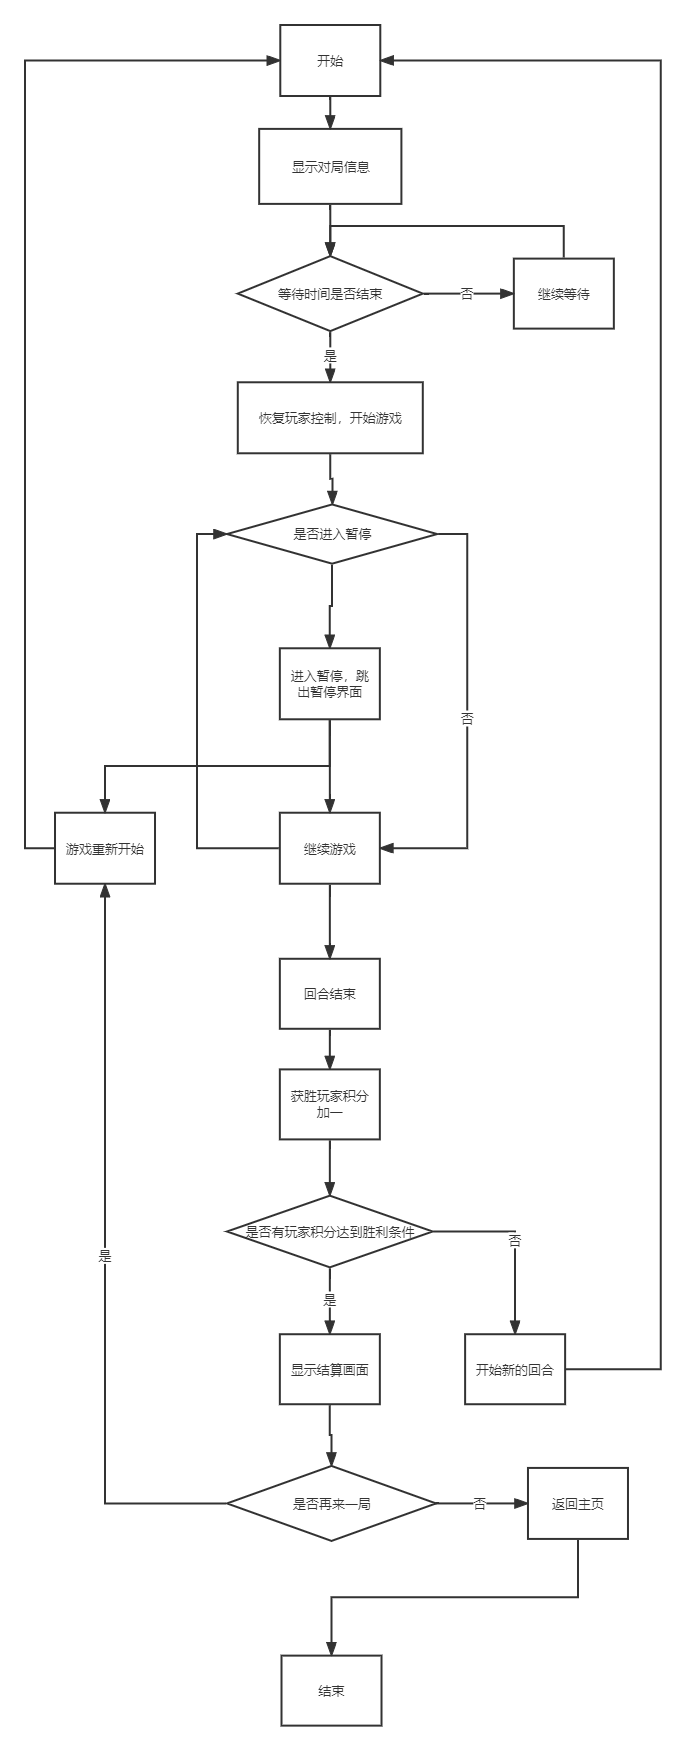 开始
显示对局信息
等待时间是否结束
否
继续等待
是
恢复玩家控制，开始游戏
是否进入暂停
进入暂停，跳
出暂停界面
否
游戏重新开始
继续游戏
回合结束
获胜玩家积分
加一
是否有玩家积分达到胜利条件
否
是
是
显示结算画面
开始新的回合
是否再来一局
否
返回主页
结束